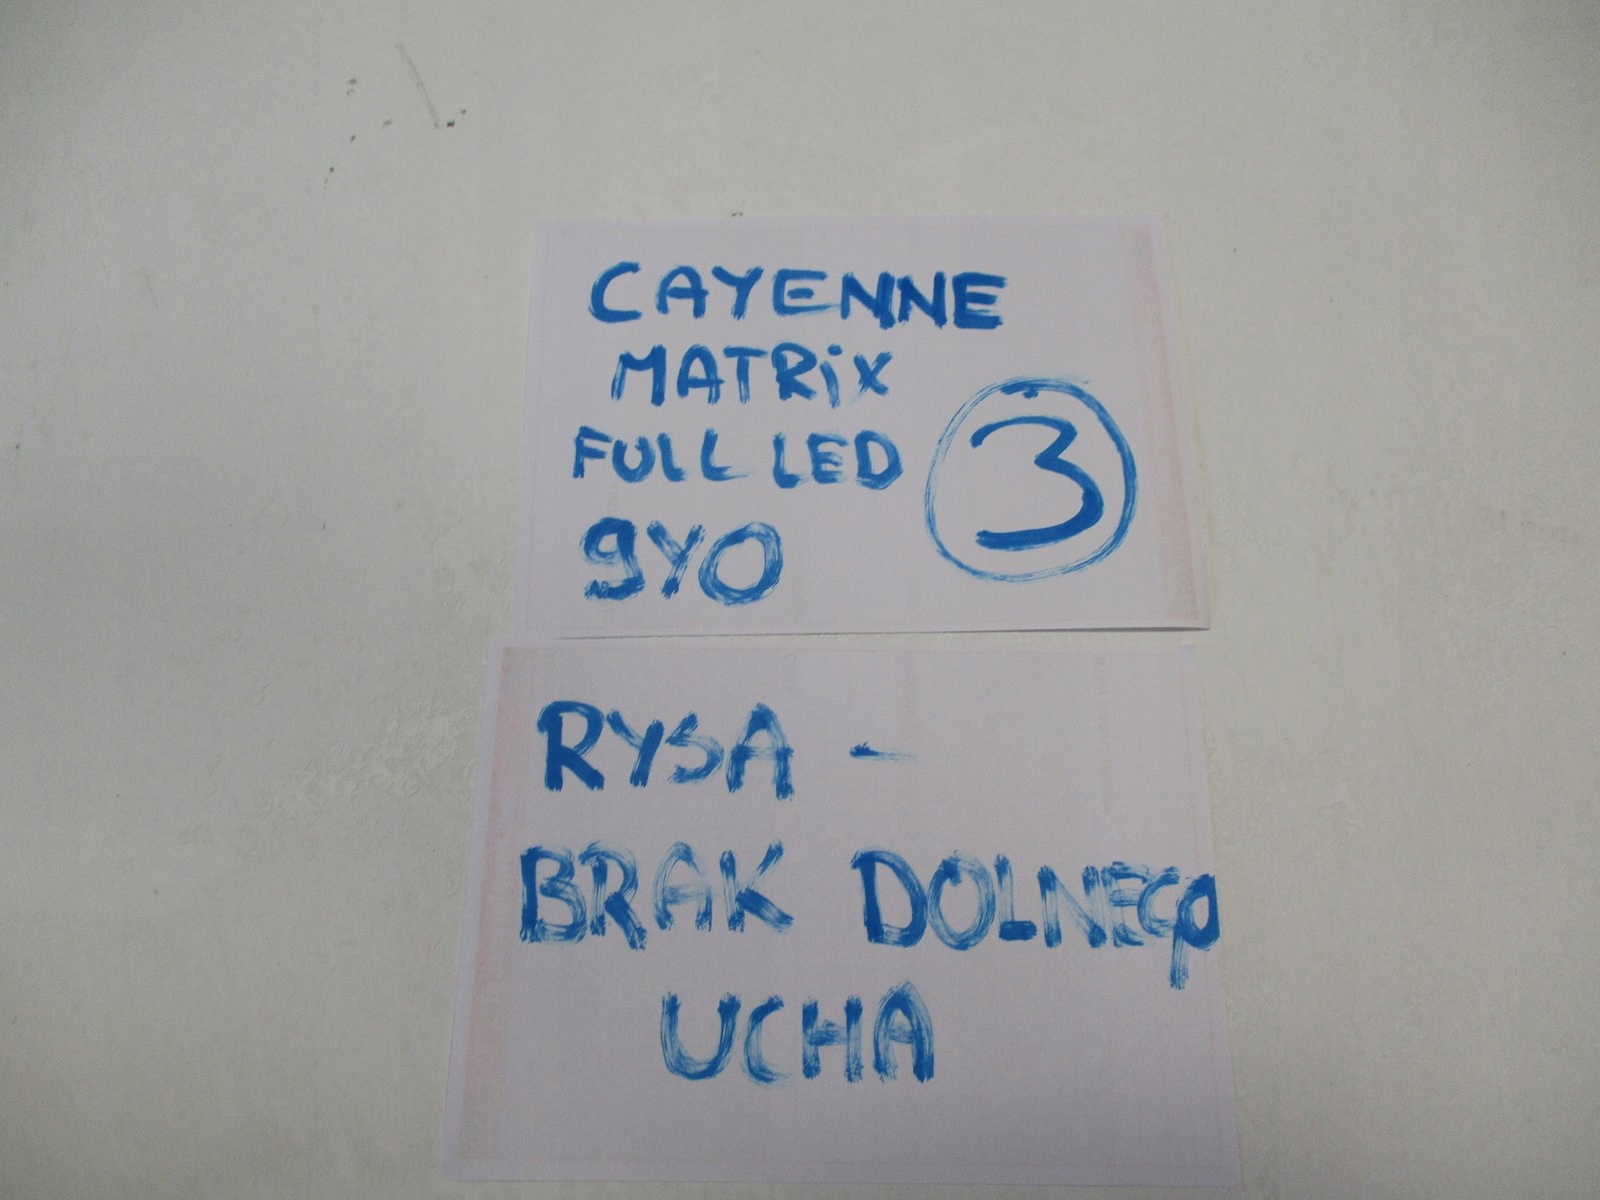 CAYENNE
MATRiX
FULL LED
9YO
3
RYSA -
BRAK DOLNEGO
UCHA